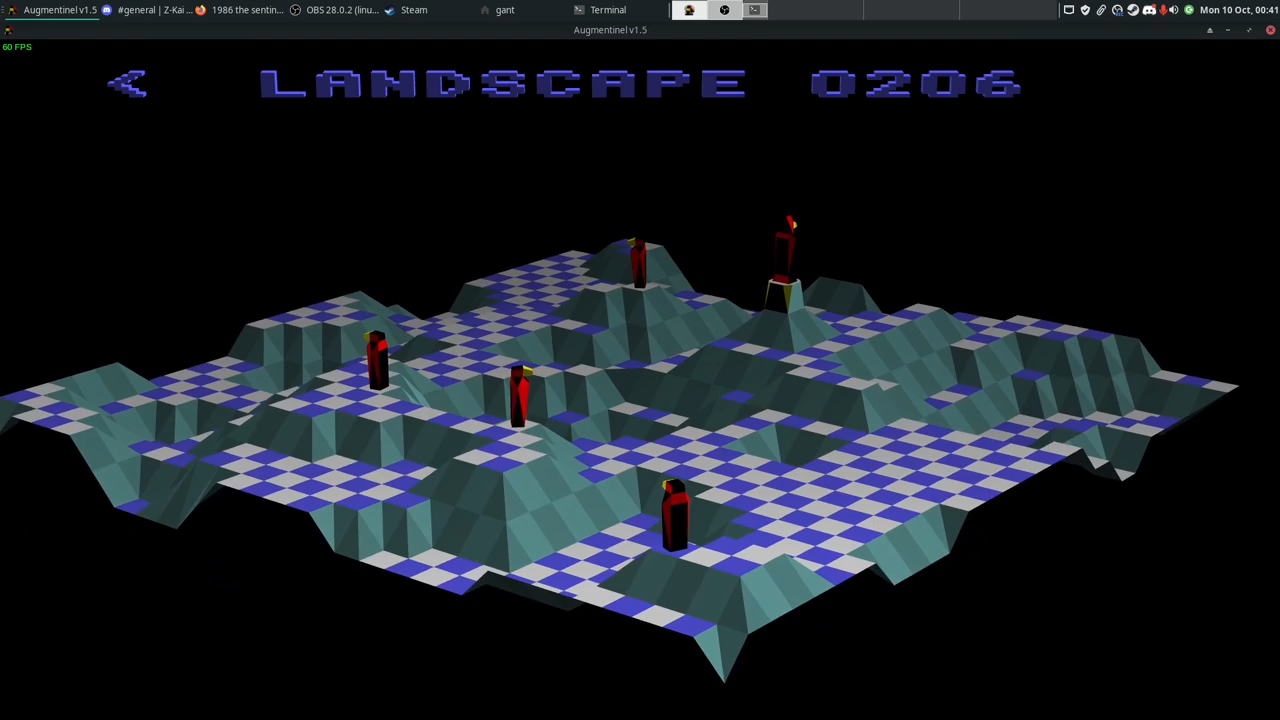 Augmentinel v1.5 #general | Z-Kai ... 1986 the sentin... OBS 28.0.2 (linu... Steam gant Terminal Mon 10 Oct, 00:41
Augmentinel v1.5
60 FPS
< LANDSCAPE 0206